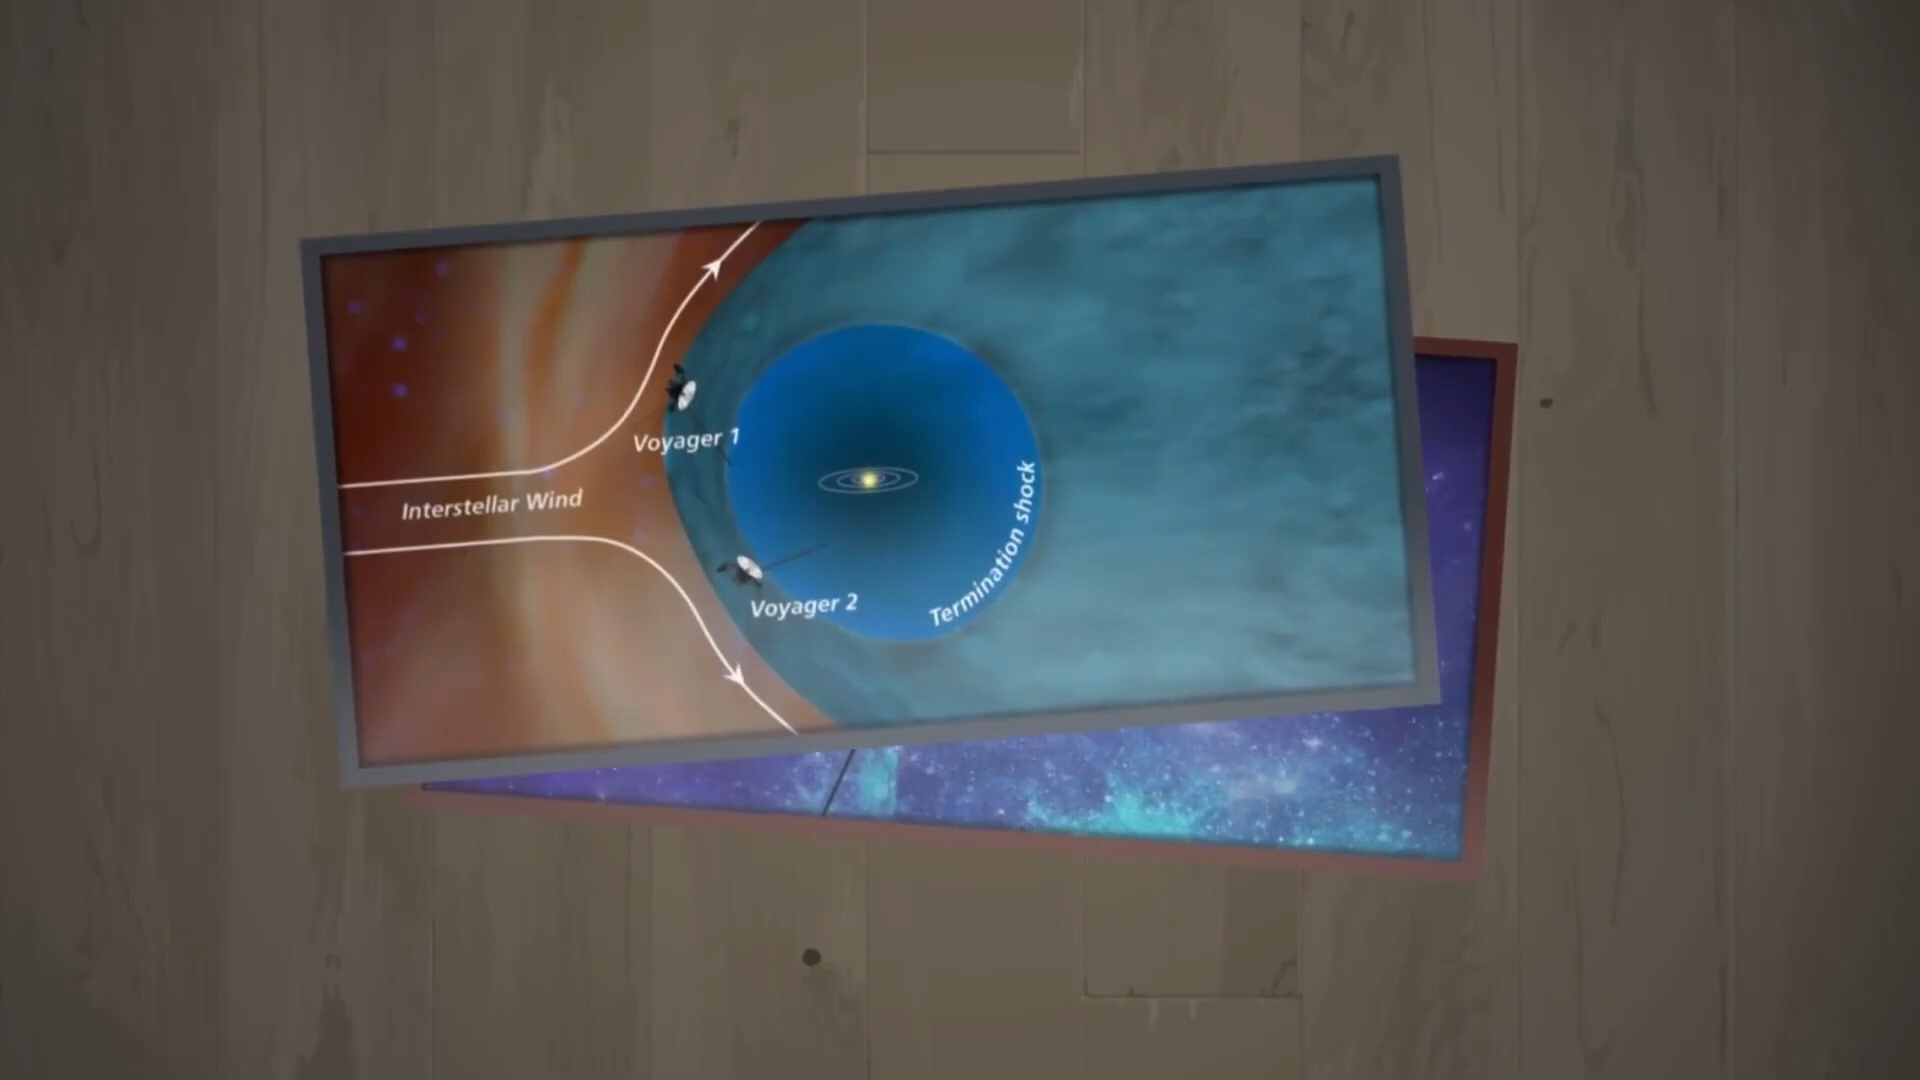 Voyager 1
Interstellar Wind
Termination shock
Voyager 2